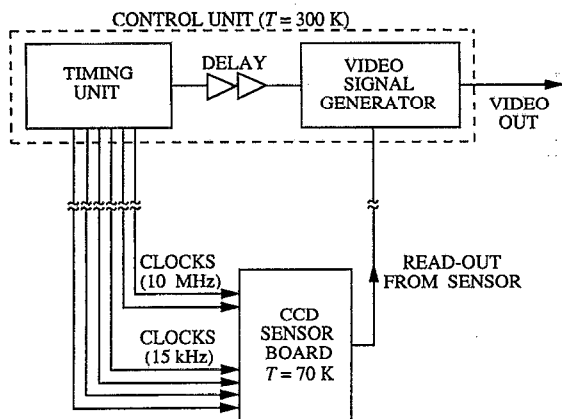 CONTROL UNIT (T = 300 K)
TIMING
UNIT
DELAY
VIDEO
SIGNAL
GENERATOR
VIDEO
OUT
CLOCKS
(10 MHz)
READ-OUT
FROM SENSOR
CLOCKS
(15 kHz)
CCD
SENSOR
BOARD
T = 70 K